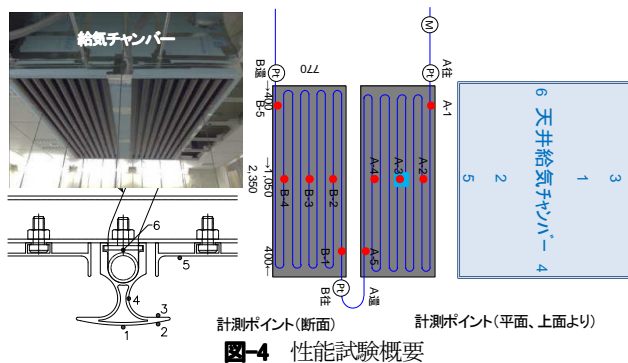 給気チャンバー
6
5
4
3
2
1
M
Pt
B還
Pt
A往
770
→400
B-5
A-1
→1,050
2,350
B-4
B-3
B-2
A-4
A-3
A-2
400←
B-1
A-5
Pt
B往
A還
6 天井給気チャンバー 4
5
2
1
3
計測ポイント(断面)
計測ポイント(平面、上面より)
図-4 性能試験概要